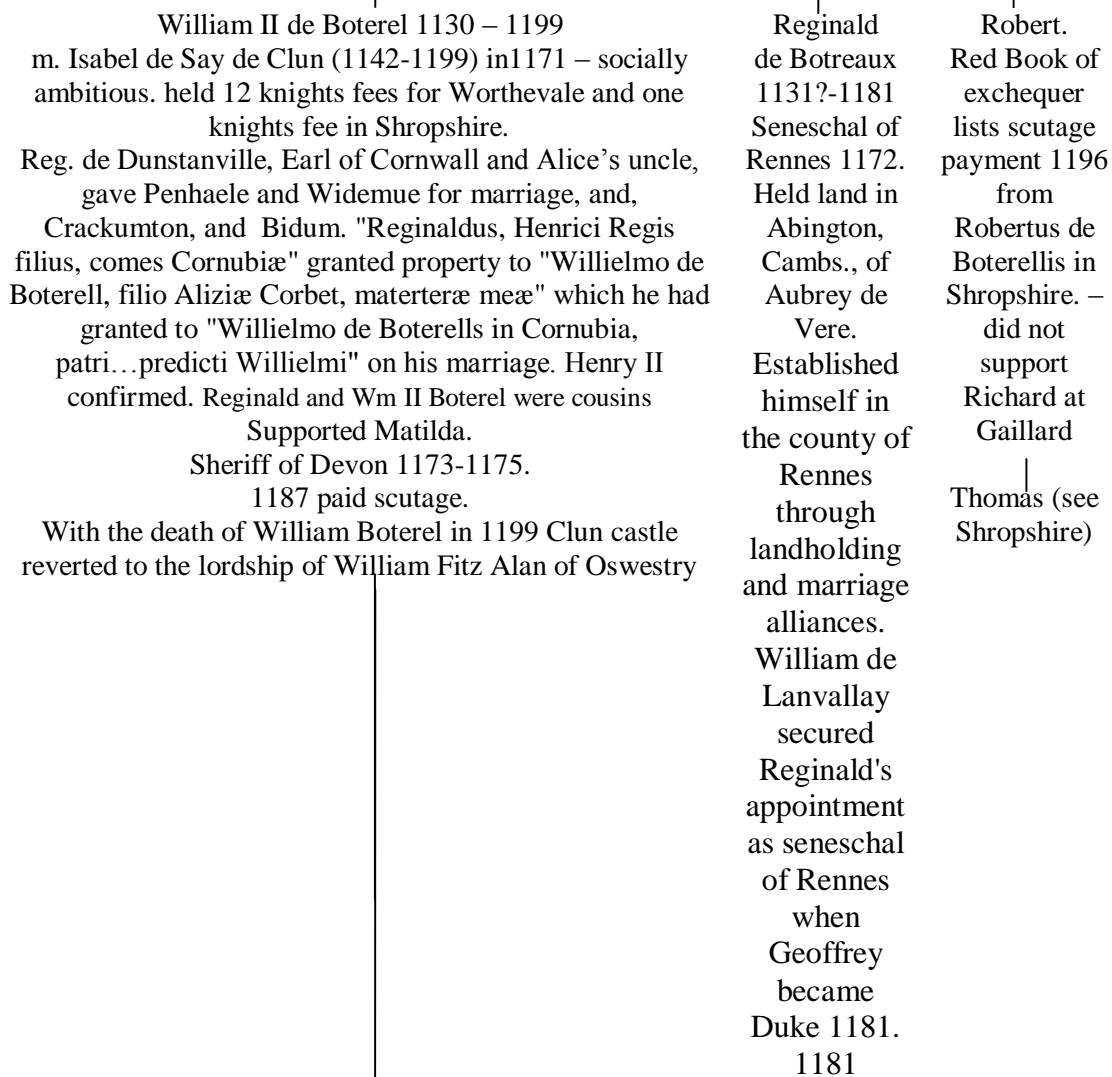 William II de Boterel 1130 – 1199
m. Isabel de Say de Clun (1142-1199) in1171 – socially
ambitious. held 12 knights fees for Worthevale and one
knights fee in Shropshire.
Reg. de Dunstanville, Earl of Cornwall and Alice's uncle,
gave Penhaele and Widemue for marriage, and,
Crackumton, and Bidum. "Reginaldus, Henrici Regis
filius, comes Cornubiæ" granted property to "Willielmo de
Boterell, filio Aliziæ Corbet, materteræ meæ" which he had
granted to "Willielmo de Boterells in Cornubia,
patri…predicti Willielmi" on his marriage. Henry II
confirmed. Reginald and Wm II Boterel were cousins
Supported Matilda.
Sheriff of Devon 1173-1175.
1187 paid scutage.
With the death of William Boterel in 1199 Clun castle
reverted to the lordship of William Fitz Alan of Oswestry
Reginald
de Botreaux
1131?-1181
Seneschal of
Rennes 1172.
Held land in
Abington,
Cambs., of
Aubrey de
Vere.
Established
himself in
the county of
Rennes
through
landholding
and marriage
alliances.
William de
Lanvallay
secured
Reginald's
appointment
as seneschal
of Rennes
when
Geoffrey
became
Duke 1181.
1181
Robert.
Red Book of
exchequer
lists scutage
payment 1196
from
Robertus de
Boterellis in
Shropshire. –
did not
support
Richard at
Gaillard
Thomas (see
Shropshire)